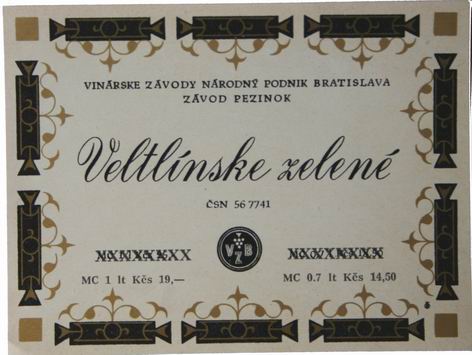 VINÁRSKE ZÁVODY NÁRODNÝ PODNIK BRATISLAVA
ZÁVOD PEZINOK
Veltlínske zelené
ČSN 56 7741
VZB
MC 1 lt Kčs 19,—
MC 0.7 lt Kčs 14,50